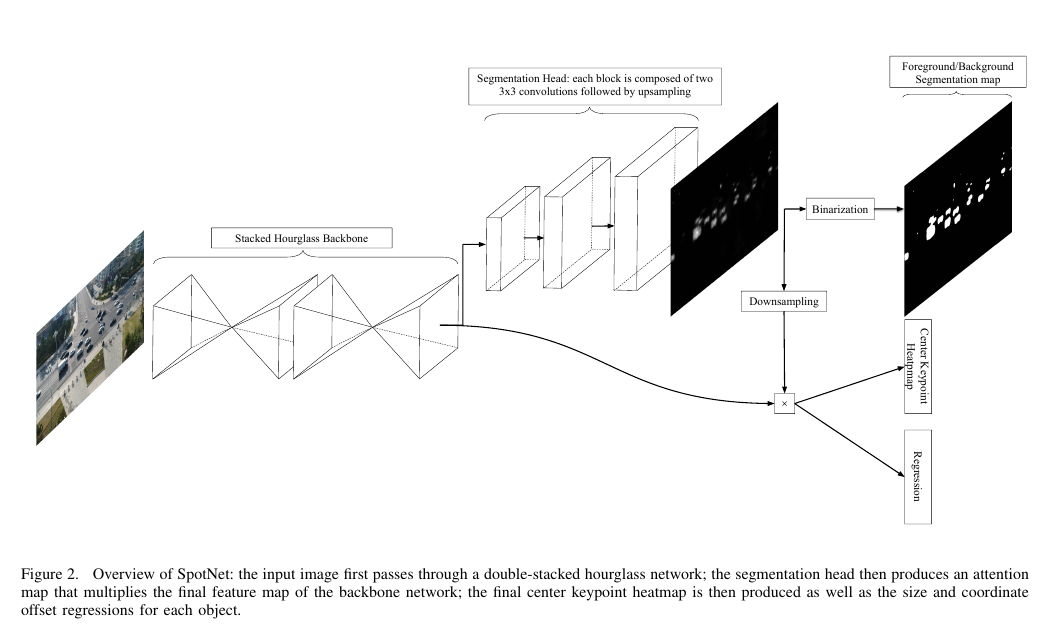 Foreground/Background
Segmentation map
Segmentation Head: each block is composed of two
3x3 convolutions followed by upsampling
Binarization
Stacked Hourglass Backbone
Downsampling
Center Keypoint
Heatpmap
×
Regression
Figure 2. Overview of SpotNet: the input image first passes through a double-stacked hourglass network; the segmentation head then produces an attention
map that multiplies the final feature map of the backbone network; the final center keypoint heatmap is then produced as well as the size and coordinate
offset regressions for each object.